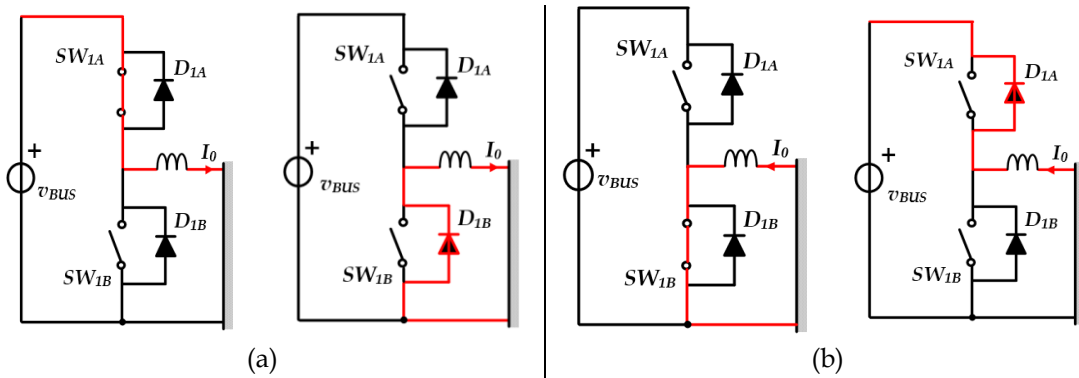 SW1A
D1A
+
vBUS
I0
D1B
SW1B
SW1A
D1A
+
vBUS
I0
D1B
SW1B
(a)
SW1A
D1A
+
vBUS
I0
D1B
SW1B
SW1A
D1A
+
vBUS
I0
D1B
SW1B
(b)